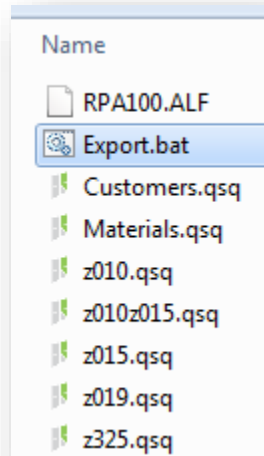 Name
RPA100.ALF
Export.bat
Customers.qsq
Materials.qsq
z010.qsq
z010z015.qsq
z015.qsq
z019.qsq
z325.qsq